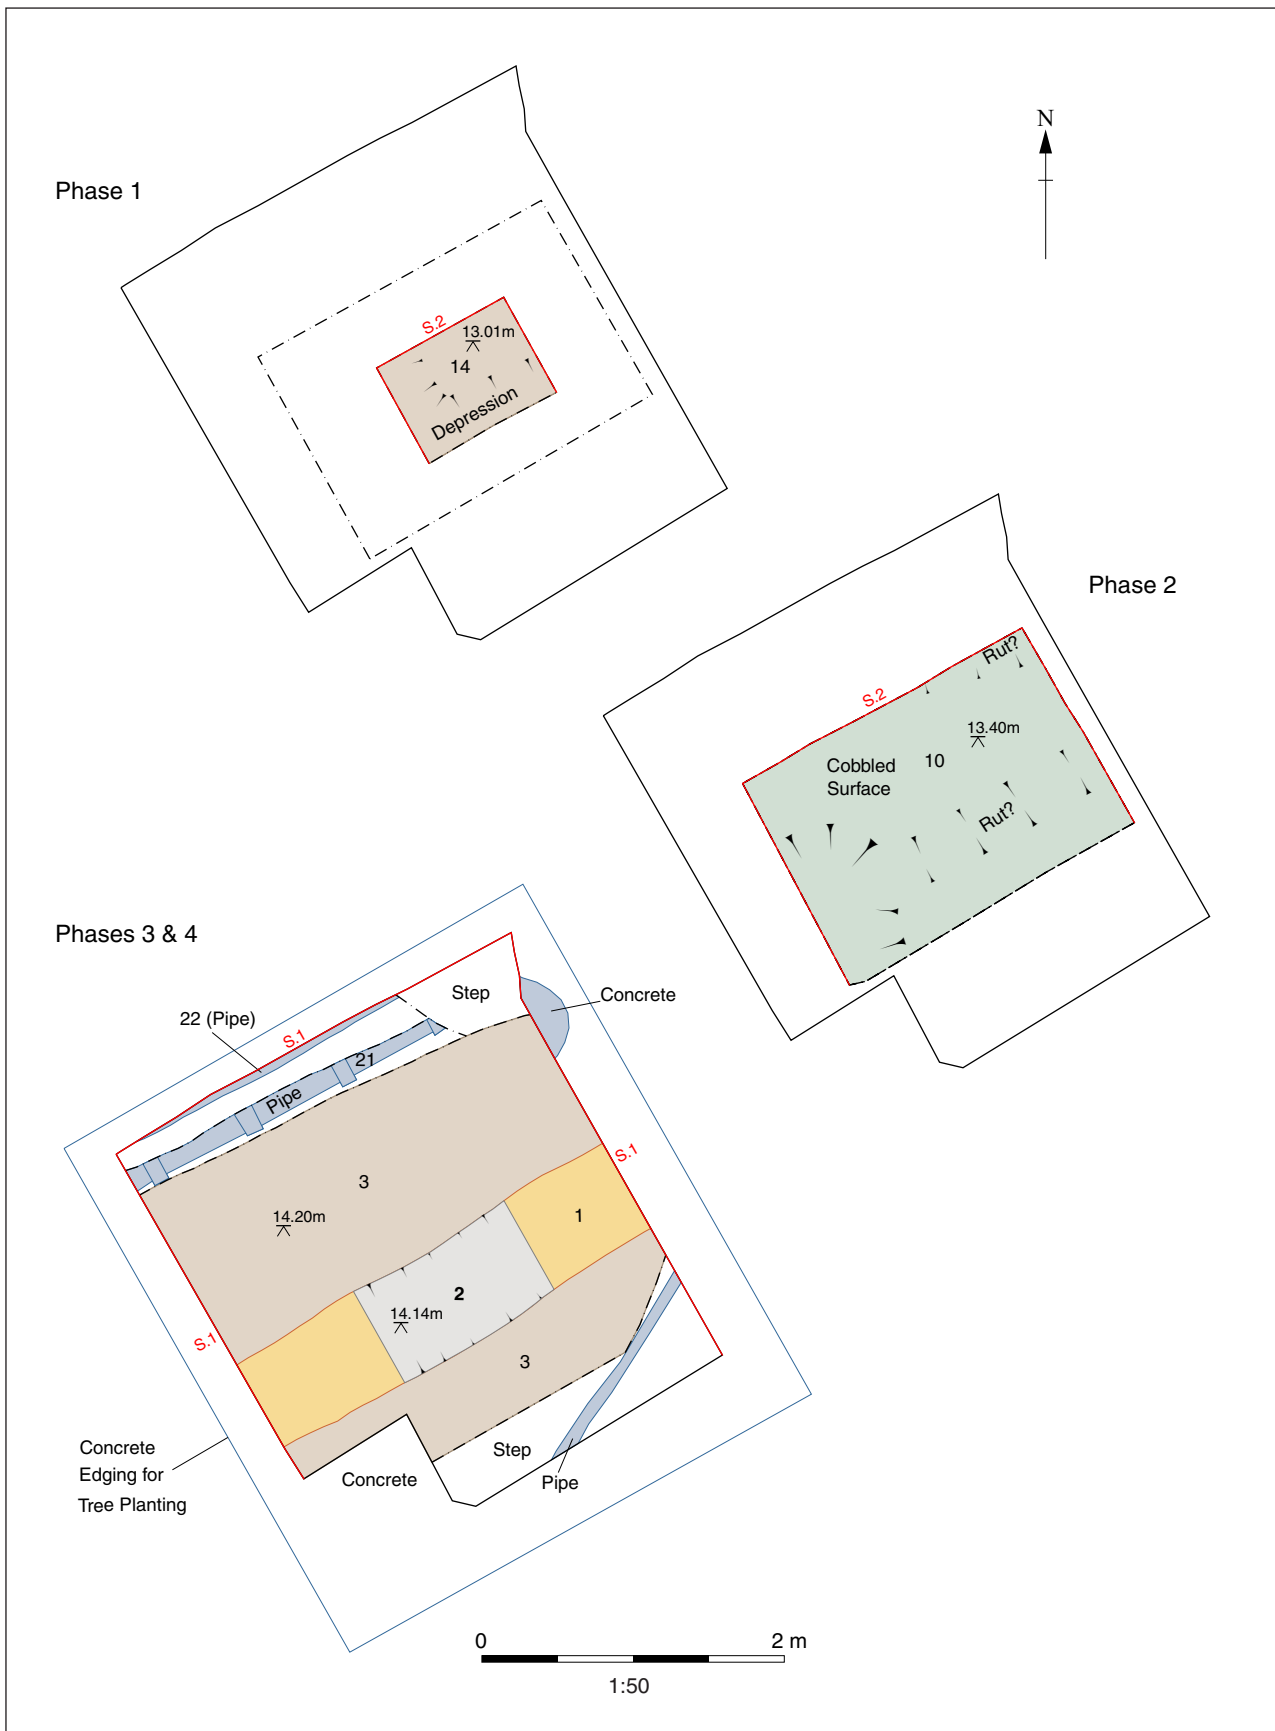 N
Phase 1
S.2
13.01m
14
Depression
Phase 2
Rut?
S.2
13.40m
10
Cobbled
Surface
Rut?
Phases 3 & 4
Step
Concrete
22 (Pipe)
S.1
21
Pipe
S.1
3
1
14.20m
2
14.14m
S.1
3
Concrete
Edging for
Tree Planting
Step
Concrete
Pipe
0
2 m
1:50